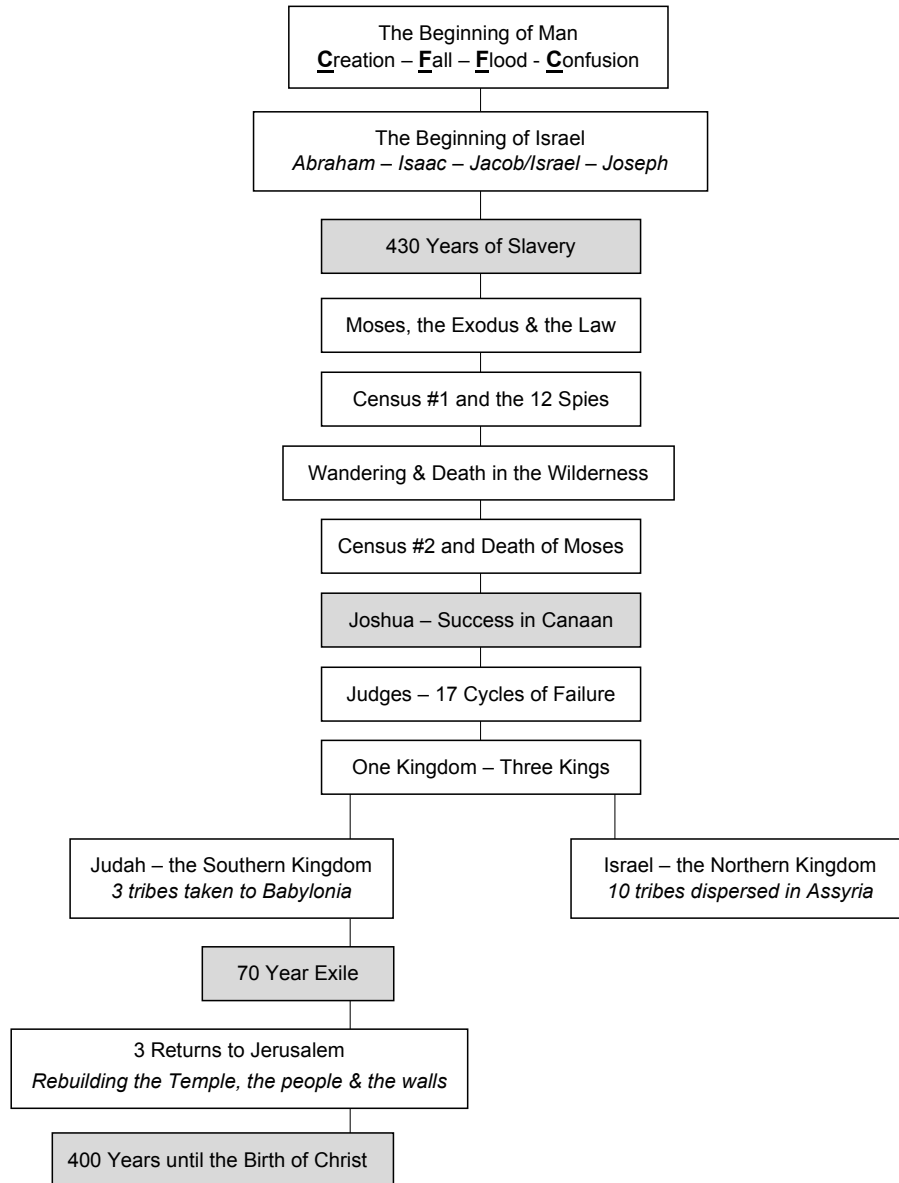 The Beginning of Man
Creation – Fall – Flood - Confusion
The Beginning of Israel
Abraham – Isaac – Jacob/Israel – Joseph
430 Years of Slavery
Moses, the Exodus & the Law
Census #1 and the 12 Spies
Wandering & Death in the Wilderness
Census #2 and Death of Moses
Joshua – Success in Canaan
Judges – 17 Cycles of Failure
One Kingdom – Three Kings
Judah – the Southern Kingdom
3 tribes taken to Babylonia
Israel – the Northern Kingdom
10 tribes dispersed in Assyria
70 Year Exile
3 Returns to Jerusalem
Rebuilding the Temple, the people & the walls
400 Years until the Birth of Christ